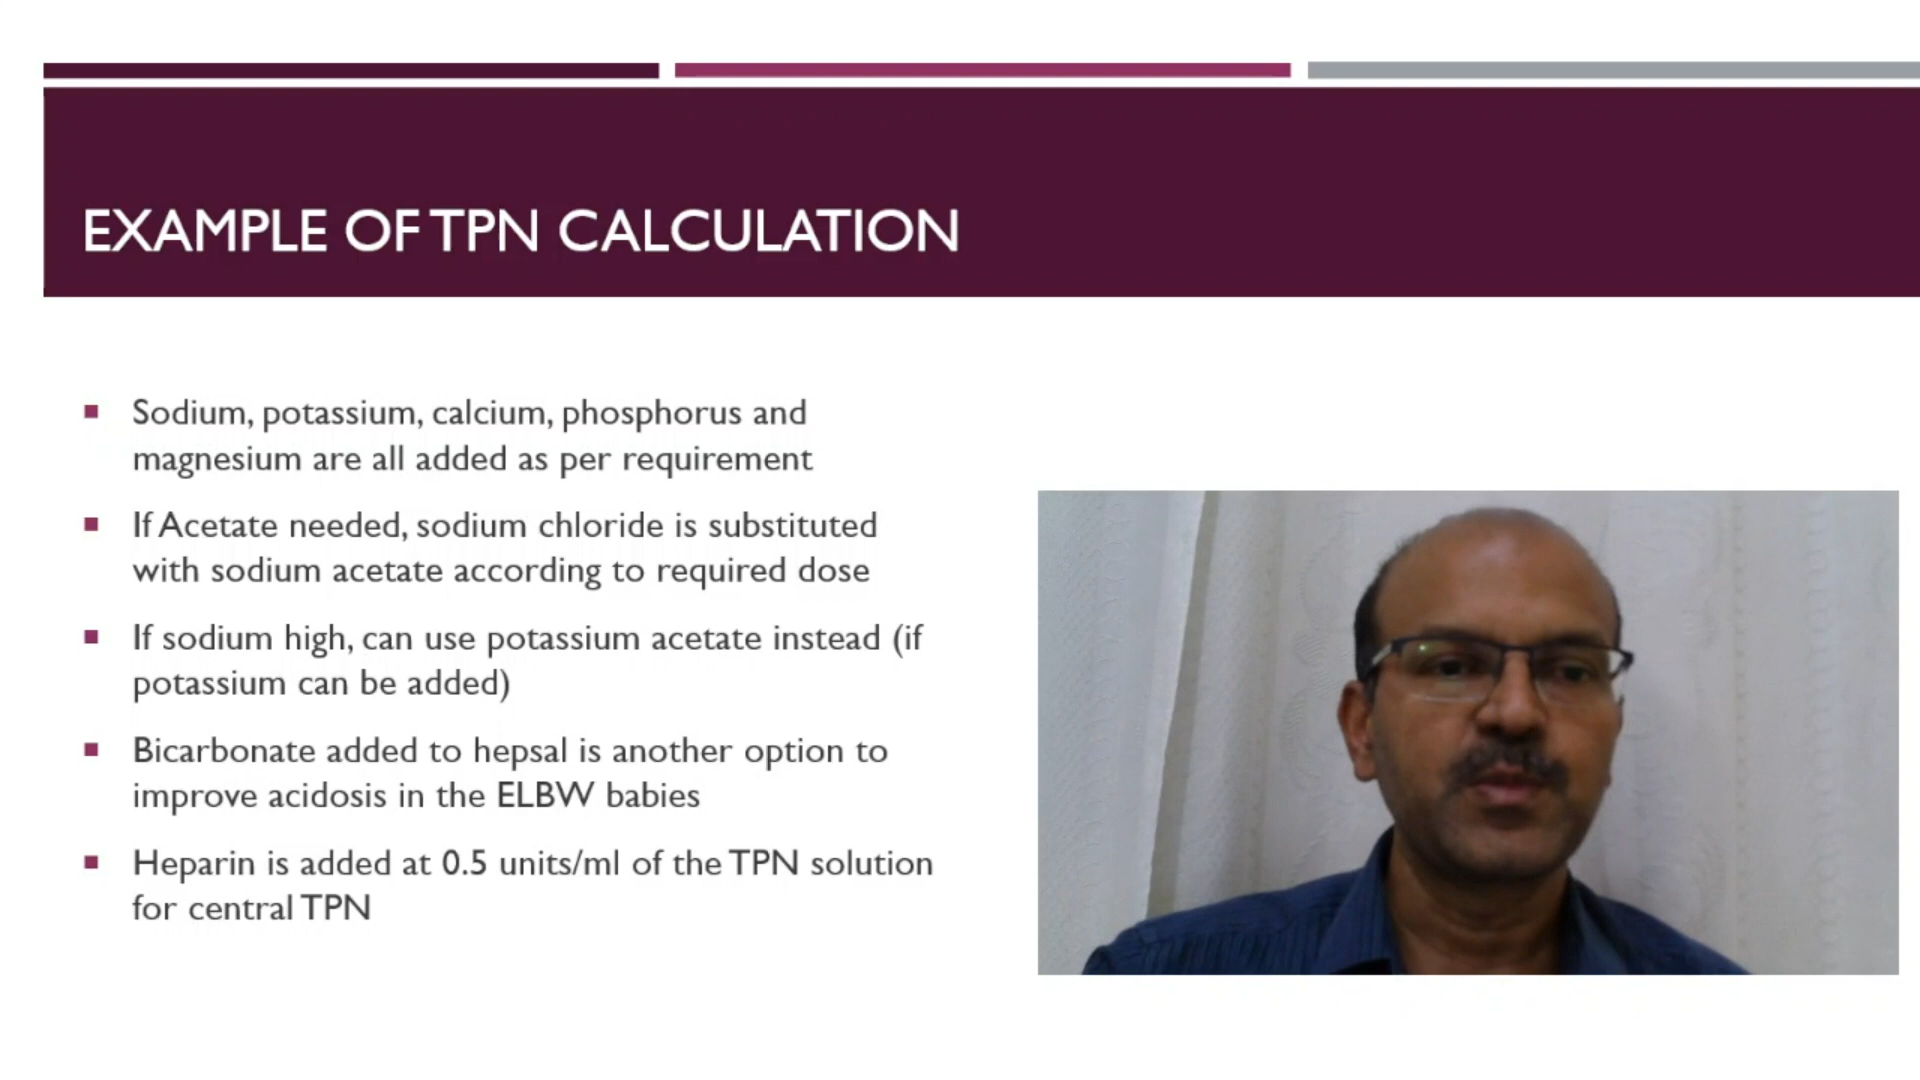 EXAMPLE OF TPN CALCULATION
Sodium, potassium, calcium, phosphorus and
magnesium are all added as per requirement
If Acetate needed, sodium chloride is substituted
with sodium acetate according to required dose
If sodium high, can use potassium acetate instead (if
potassium can be added)
Bicarbonate added to hepsal is another option to
improve acidosis in the ELBW babies
Heparin is added at 0.5 units/ml of the TPN solution
for central TPN